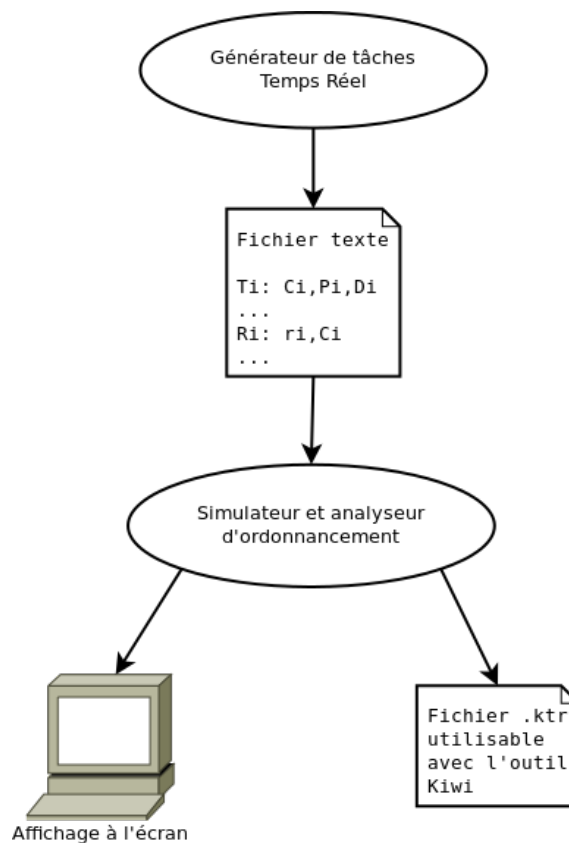 Générateur de tâches
Temps Réel
Fichier texte
Ti: Ci,Pi,Di
...
Ri: ri,Ci
...
Simulateur et analyseur
d'ordonnancement
Fichier .ktr
utilisable
avec l'outil
Kiwi
Affichage à l'écran